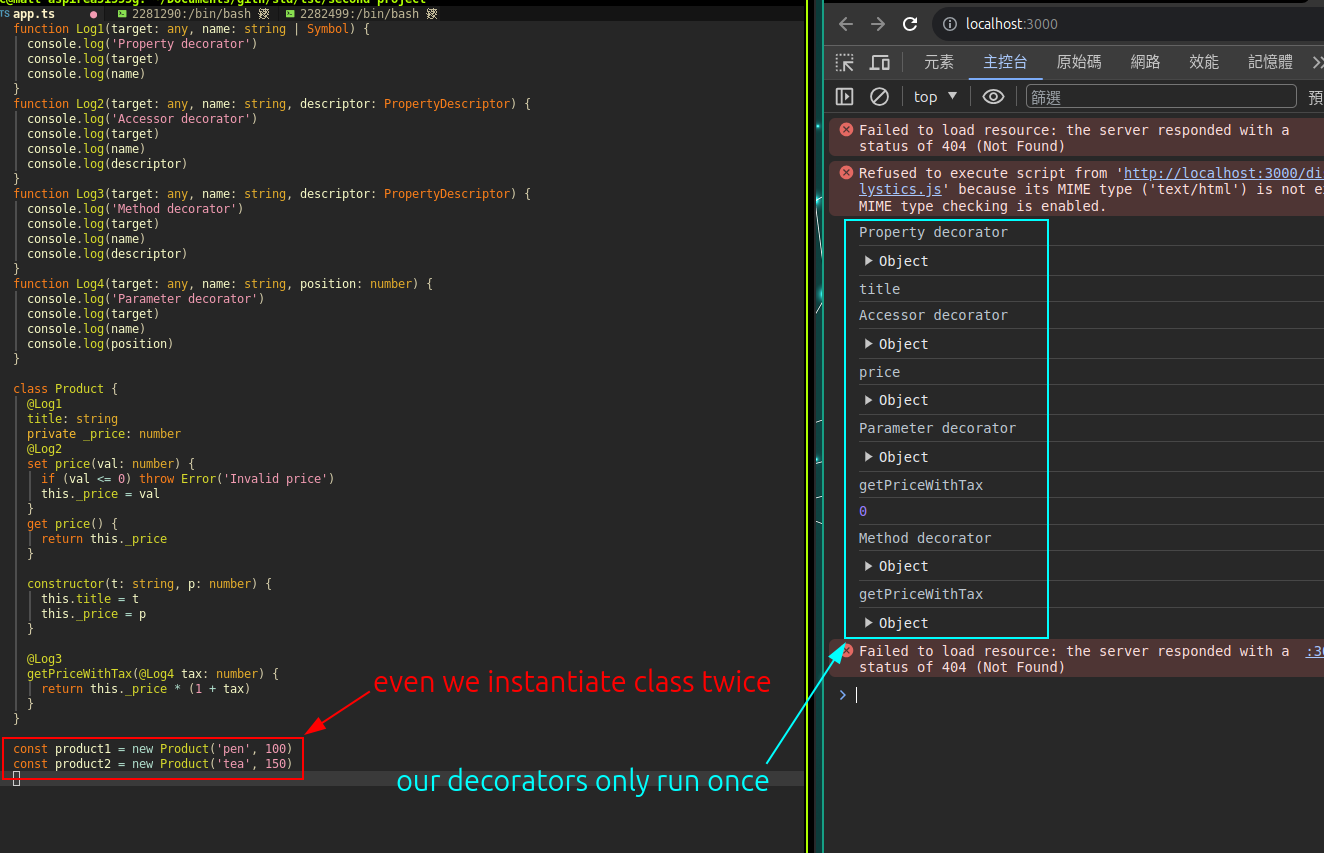 app.ts 2281290:/bin/bash 2282499:/bin/bash
function Log1(target: any, name: string | Symbol) {
console.log('Property decorator')
console.log(target)
console.log(name)
}
function Log2(target: any, name: string, descriptor: PropertyDescriptor) {
console.log('Accessor decorator')
console.log(target)
console.log(name)
console.log(descriptor)
}
function Log3(target: any, name: string, descriptor: PropertyDescriptor) {
console.log('Method decorator')
console.log(target)
console.log(name)
console.log(descriptor)
}
function Log4(target: any, name: string, position: number) {
console.log('Parameter decorator')
console.log(target)
console.log(name)
console.log(position)
}
class Product {
@Log1
title: string
private _price: number
@Log2
set price(val: number) {
if (val <= 0) throw Error('Invalid price')
this._price = val
}
get price() {
return this._price
}
constructor(t: string, p: number) {
this.title = t
this._price = p
}
@Log3
getPriceWithTax(@Log4 tax: number) {
return this._price * (1 + tax)
}
}
const product1 = new Product('pen', 100)
const product2 = new Product('tea', 150)
even we instantiate class twice
our decorators only run once
localhost:3000
元素 主控台 原始碼 網路 效能 記憶體
top 篩選 預
Failed to load resource: the server responded with a
status of 404 (Not Found)
Refused to execute script from 'http://localhost:3000/di
lystics.js' because its MIME type ('text/html') is not e
MIME type checking is enabled.
Property decorator
Object
title
Accessor decorator
Object
price
Object
Parameter decorator
Object
getPriceWithTax
0
Method decorator
Object
getPriceWithTax
Object
Failed to load resource: the server responded with a :30
status of 404 (Not Found)